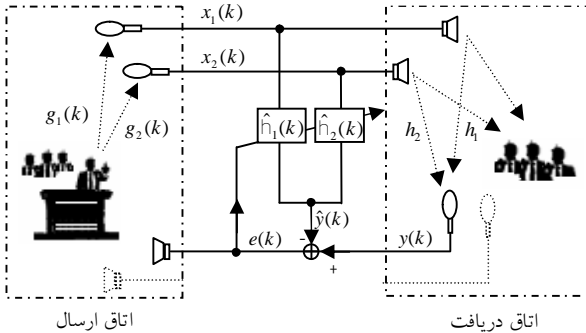 x₁(k)
x₂(k)
g₁(k)
g₂(k)
ĥ₁(k)
ĥ₂(k)
h₂
h₁
ŷ(k)
-
e(k)
+
y(k)
اتاق ارسال
اتاق دریافت